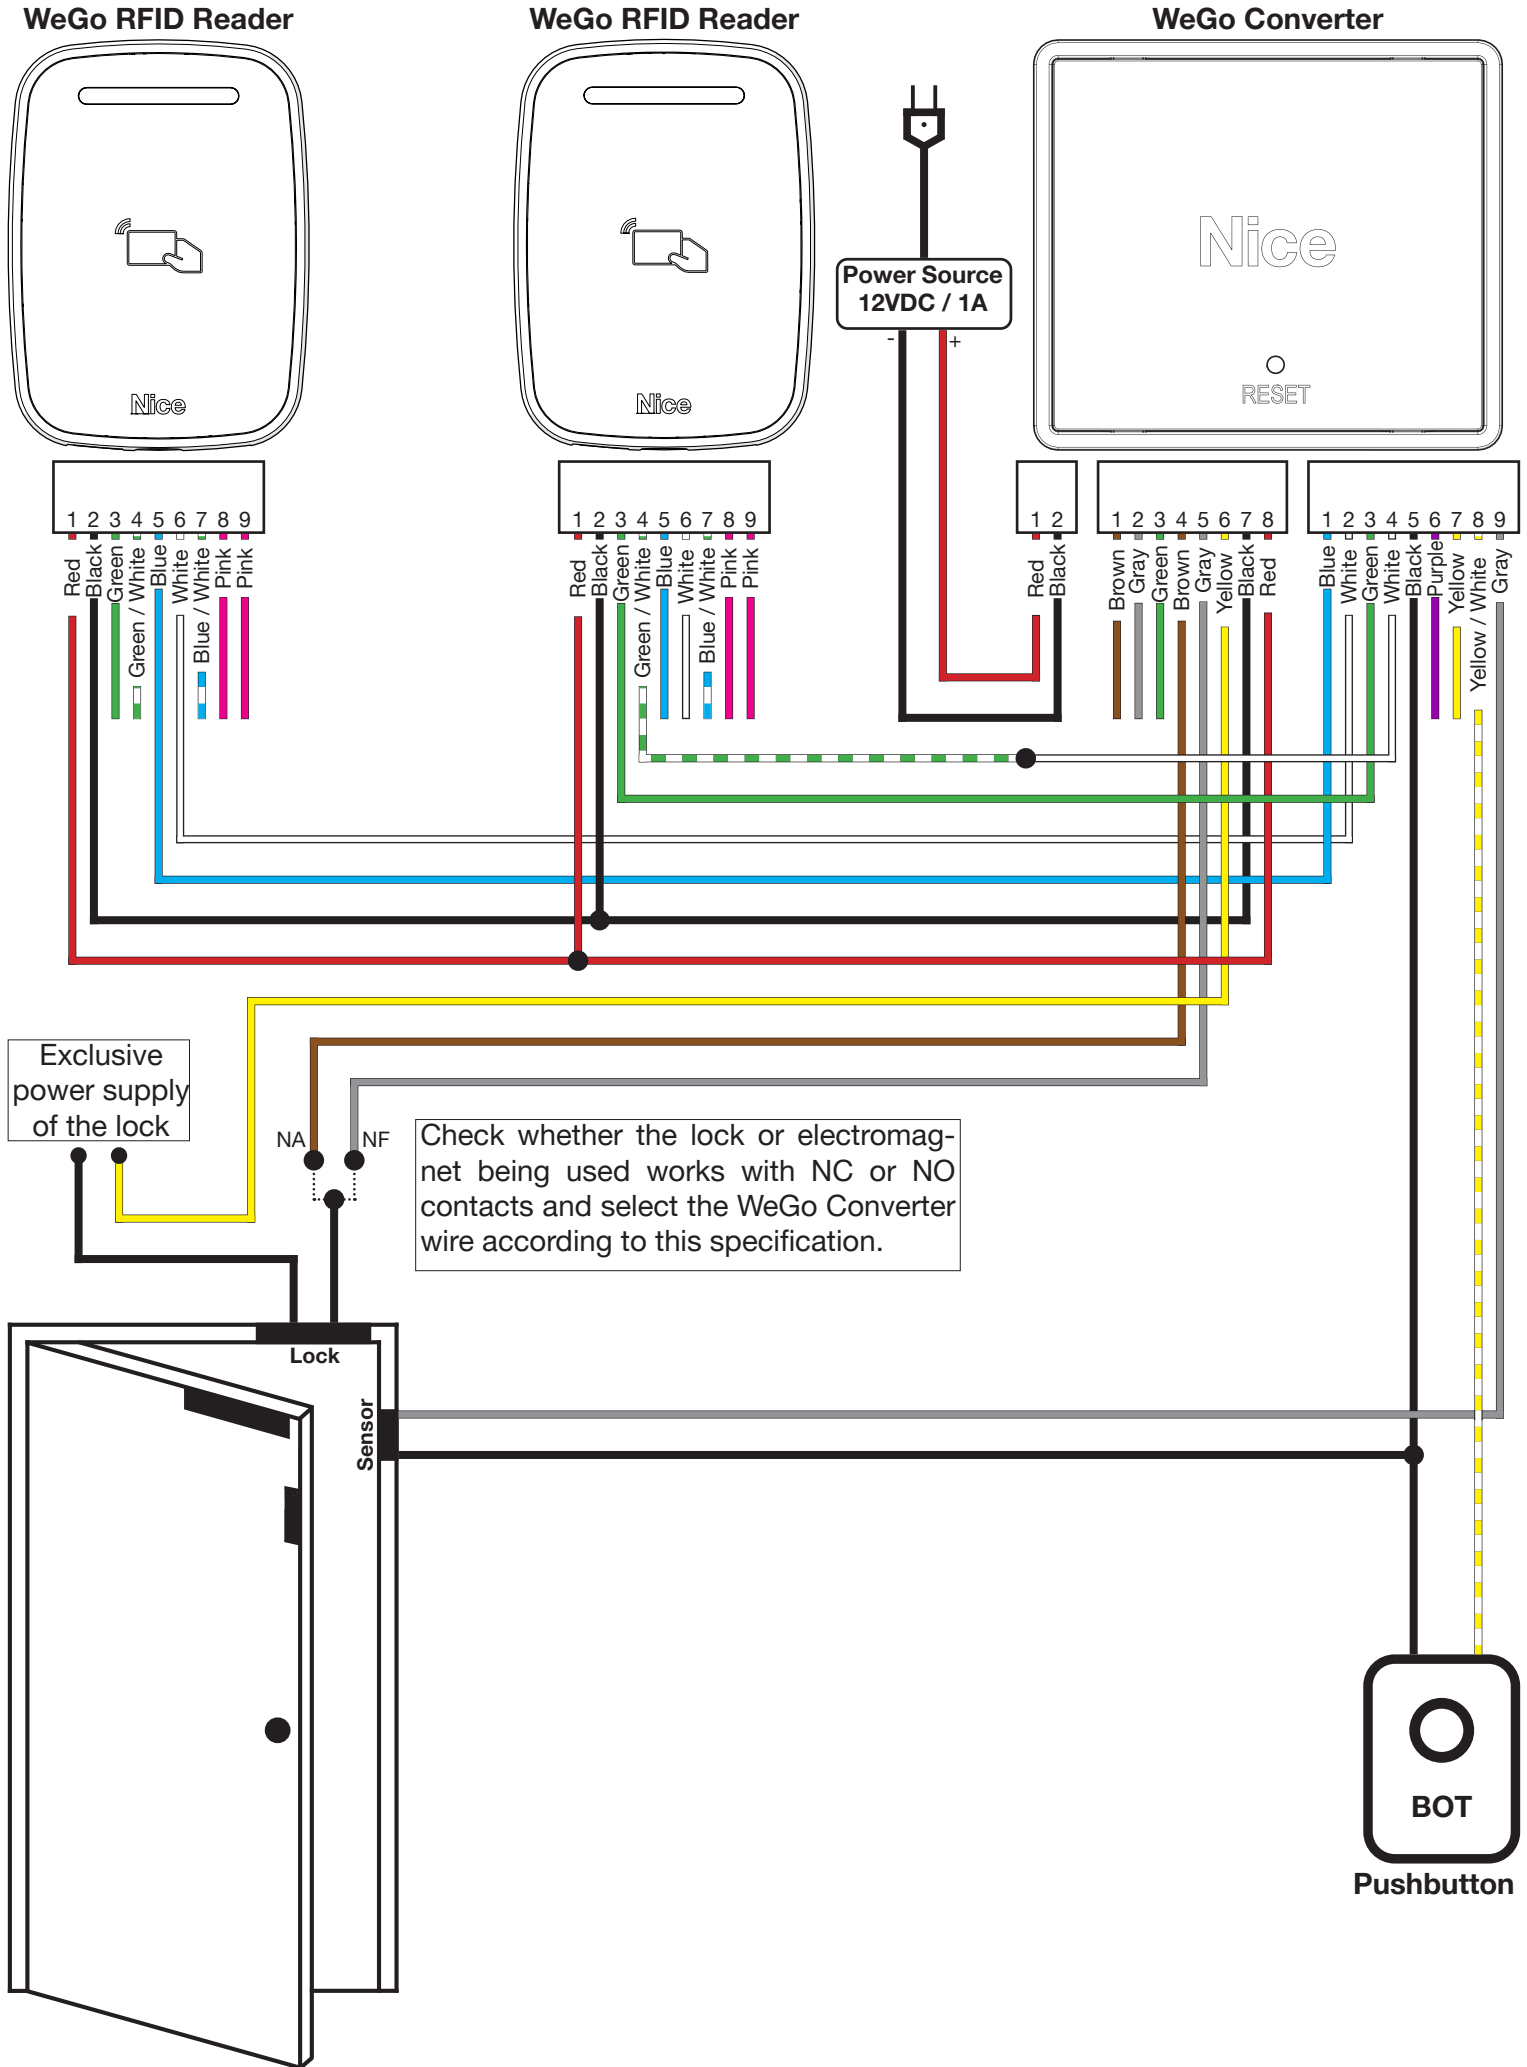 WeGo RFID Reader
WeGo RFID Reader
WeGo Converter
Nice
Nice
Nice
RESET
Power Source
12VDC / 1A
- +
1 2 3 4 5 6 7 8 9
Red
Black
Green
Green / White
Blue
White
Blue / White
Pink
Pink
1 2 3 4 5 6 7 8 9
Red
Black
Green
Green / White
Blue
White
Blue / White
Pink
Pink
1 2
Red
Black
1 2 3 4 5 6 7 8
Brown
Gray
Green
Brown
Gray
Yellow
Black
Red
1 2 3 4 5 6 7 8 9
Blue
White
Green
White
Black
Purple
Yellow
Yellow / White
Gray
Exclusive
power supply
of the lock
NA
NF
Check whether the lock or electromag-
net being used works with NC or NO
contacts and select the WeGo Converter
wire according to this specification.
Lock
Sensor
BOT
Pushbutton